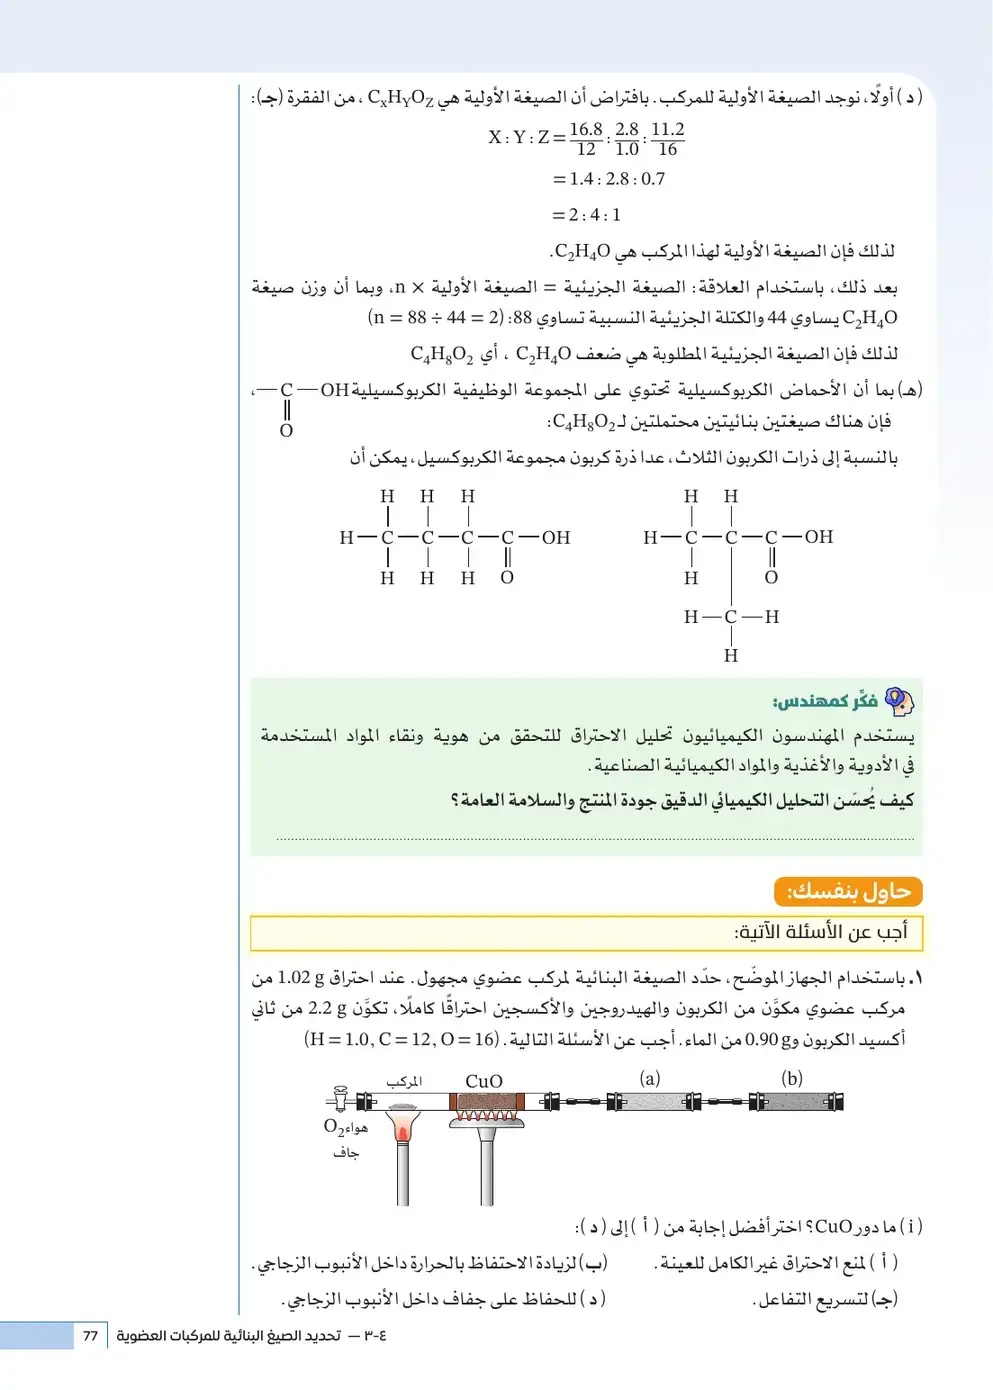 ( د ) أولًا، نوجد الصيغة الأولية للمركب. بافتراض أن الصيغة الأولية هي CₓHᵧO_Z ، من الفقرة (جـ):
X : Y : Z = 16.8/12 : 2.8/1.0 : 11.2/16
= 1.4 : 2.8 : 0.7
= 2 : 4 : 1
لذلك فإن الصيغة الأولية لهذا المركب هي C₂H₄O.
بعد ذلك، باستخدام العلاقة: الصيغة الجزيئية = الصيغة الأولية × n، وبما أن وزن صيغة
C₂H₄O يساوي 44 والكتلة الجزيئية النسبية تساوي 88: (n = 88 ÷ 44 = 2)
لذلك فإن الصيغة الجزيئية المطلوبة هي ضعف C₂H₄O ، أي C₄H₈O₂
(هـ) بما أن الأحماض الكربوكسيلية تحتوي على المجموعة الوظيفية الكربوكسيلية — C — OH ،
O
فإن هناك صيغتين بنائيتين محتملتين لـ C₄H₈O₂:
بالنسبة إلى ذرات الكربون الثلاث، عدا ذرة كربون مجموعة الكربوكسيل، يمكن أن
H H H
H — C — C — C — C — OH
H H H O
H H
H — C — C — C — OH
H O
H — C — H
H
فكّر كمهندس:
يستخدم المهندسون الكيميائيون تحليل الاحتراق للتحقق من هوية ونقاء المواد المستخدمة
في الأدوية والأغذية والمواد الكيميائية الصناعية.
كيف يُحسَن التحليل الكيميائي الدقيق جودة المنتج والسلامة العامة؟
حاول بنفسك:
أجب عن الأسئلة الآتية:
١. باستخدام الجهاز الموضّح، حدّد الصيغة البنائية لمركب عضوي مجهول. عند احتراق 1.02 g من
مركب عضوي مكوَّن من الكربون والهيدروجين والأكسجين احتراقًا كاملًا، تكوَّن 2.2 g من ثاني
أكسيد الكربون و0.90 g من الماء. أجب عن الأسئلة التالية. (H = 1.0, C = 12, O = 16)
المركب
CuO
(a)
(b)
هواء O₂
جاف
( i ) ما دور CuO؟ اختر أفضل إجابة من ( أ ) إلى ( د ):
( أ ) لمنع الاحتراق غير الكامل للعينة.
(ب) لزيادة الاحتفاظ بالحرارة داخل الأنبوب الزجاجي.
(جـ) لتسريع التفاعل.
( د ) للحفاظ على جفاف داخل الأنبوب الزجاجي.
٤-٣ — تحديد الصيغ البنائية للمركبات العضوية
٧٧